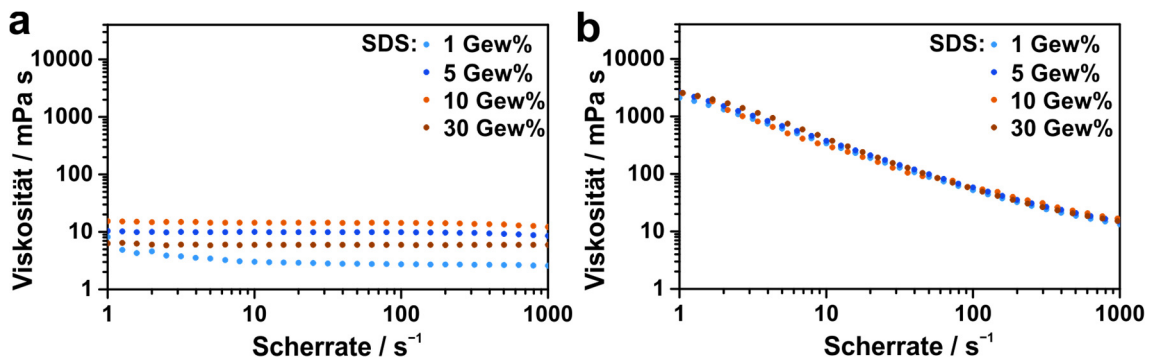 a
SDS: 1 Gew%
5 Gew%
10 Gew%
30 Gew%
10000
1000
100
10
1
Viskosität / mPa s
1 10 100 1000
Scherrate / s⁻¹
b
SDS: 1 Gew%
5 Gew%
10 Gew%
30 Gew%
10000
1000
100
10
1
Viskosität / mPa s
1 10 100 1000
Scherrate / s⁻¹